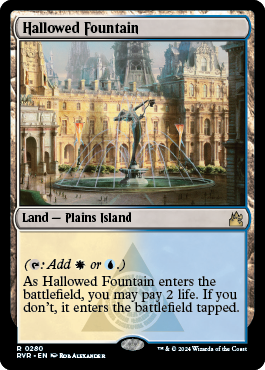 Hallowed Fountain
Land — Plains Island
(: Add or .)
As Hallowed Fountain enters the
battlefield, you may pay 2 life. If you
don't, it enters the battlefield tapped.
R 0280
RVR • EN Rob Alexander
™ & © 2024 Wizards of the Coast